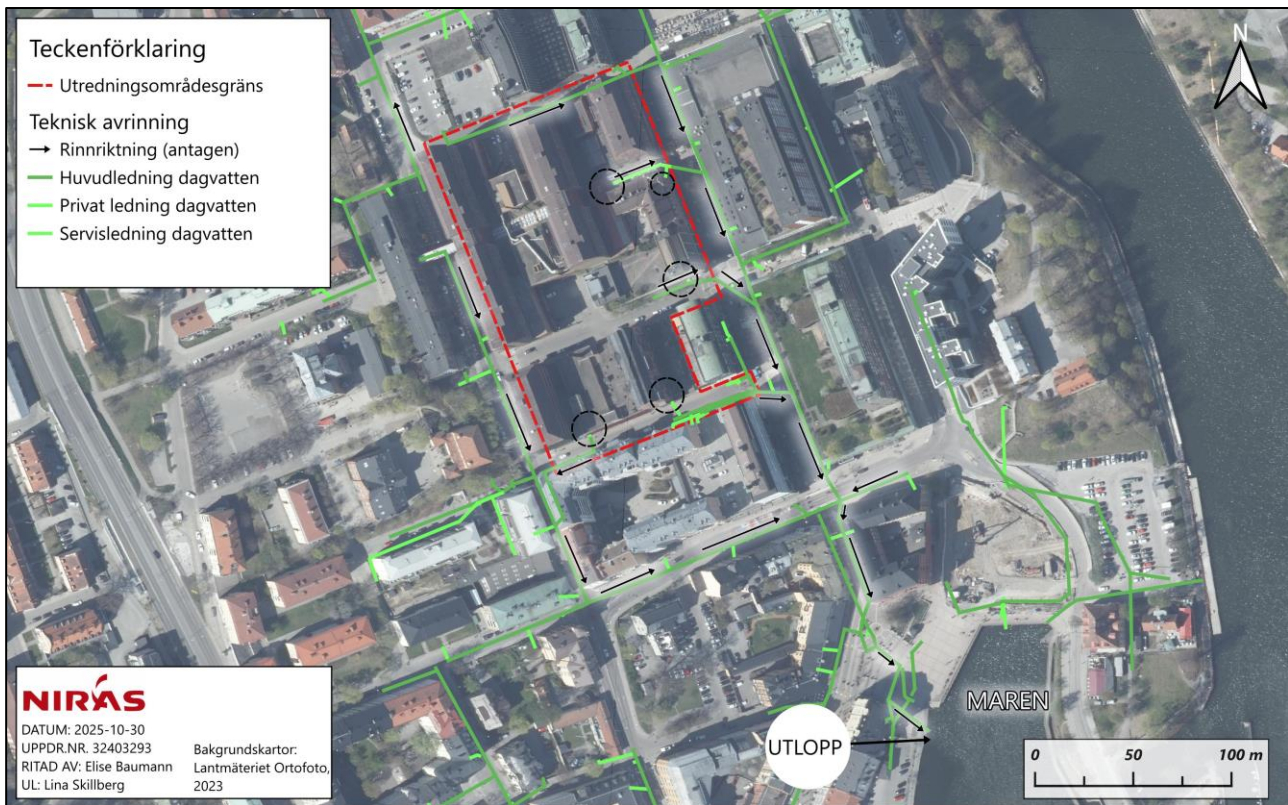 Teckenförklaring
Utredningsområdesgräns
Teknisk avrinning
Rinnriktning (antagen)
Huvudledning dagvatten
Privat ledning dagvatten
Servisledning dagvatten
N
MAREN
UTLOPP
NIRAS
DATUM: 2025-10-30
UPPDR.NR. 32403293
RITAD AV: Elise Baumann
UL: Lina Skillberg
Bakgrundskartor:
Lantmäteriet Ortofoto,
2023
0 50 100 m